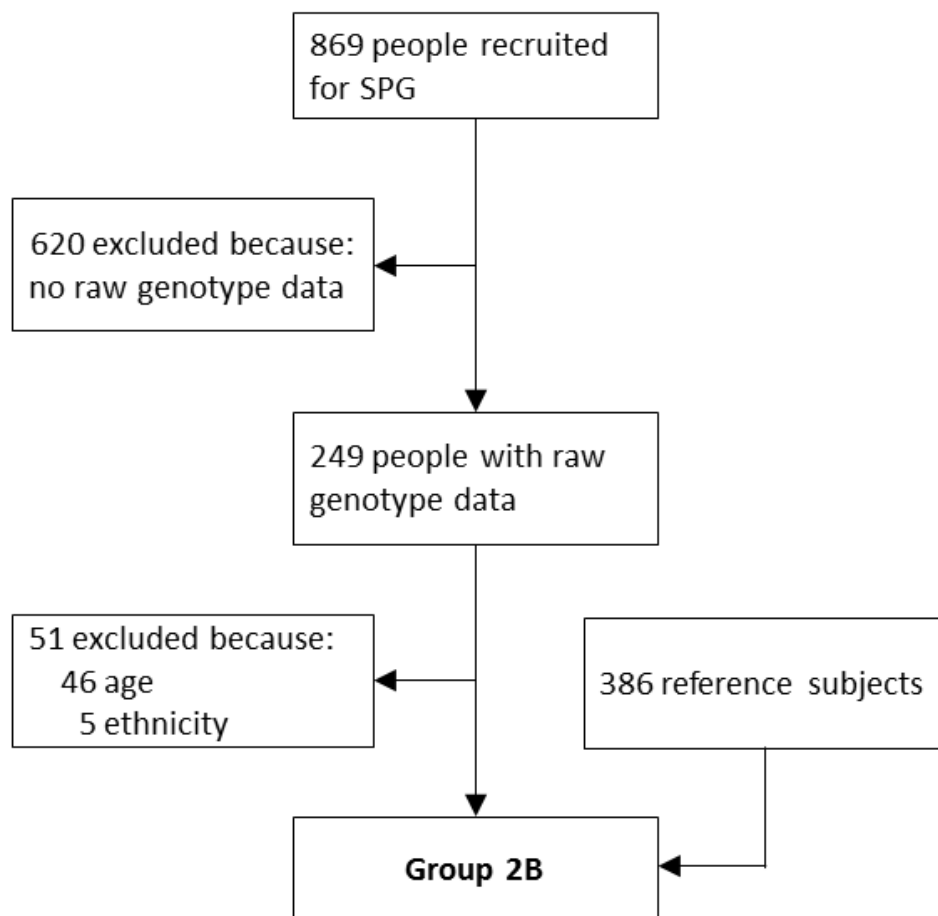 869 people recruited
for SPG
620 excluded because:
no raw genotype data
249 people with raw
genotype data
51 excluded because:
46 age
5 ethnicity
386 reference subjects
Group 2B